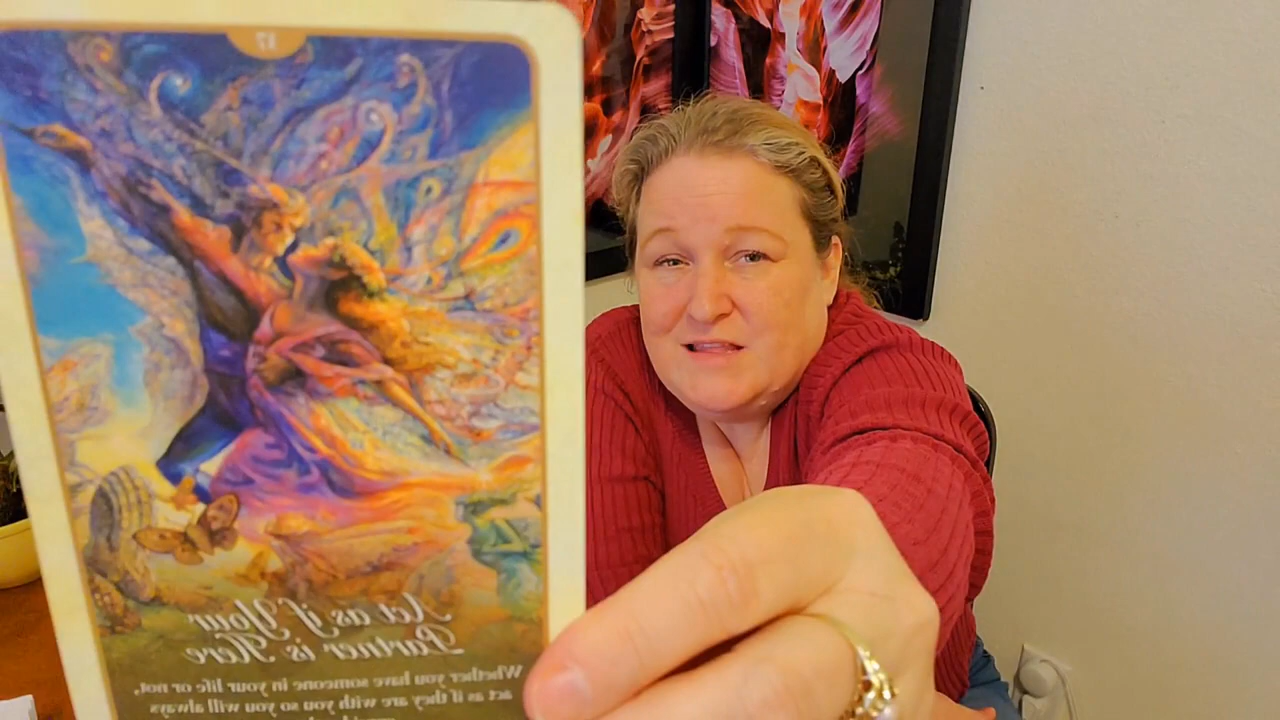 17
Act as if Your
Partner is Here
Whether you have someone in your life or not,
act as if they are with you so you will always